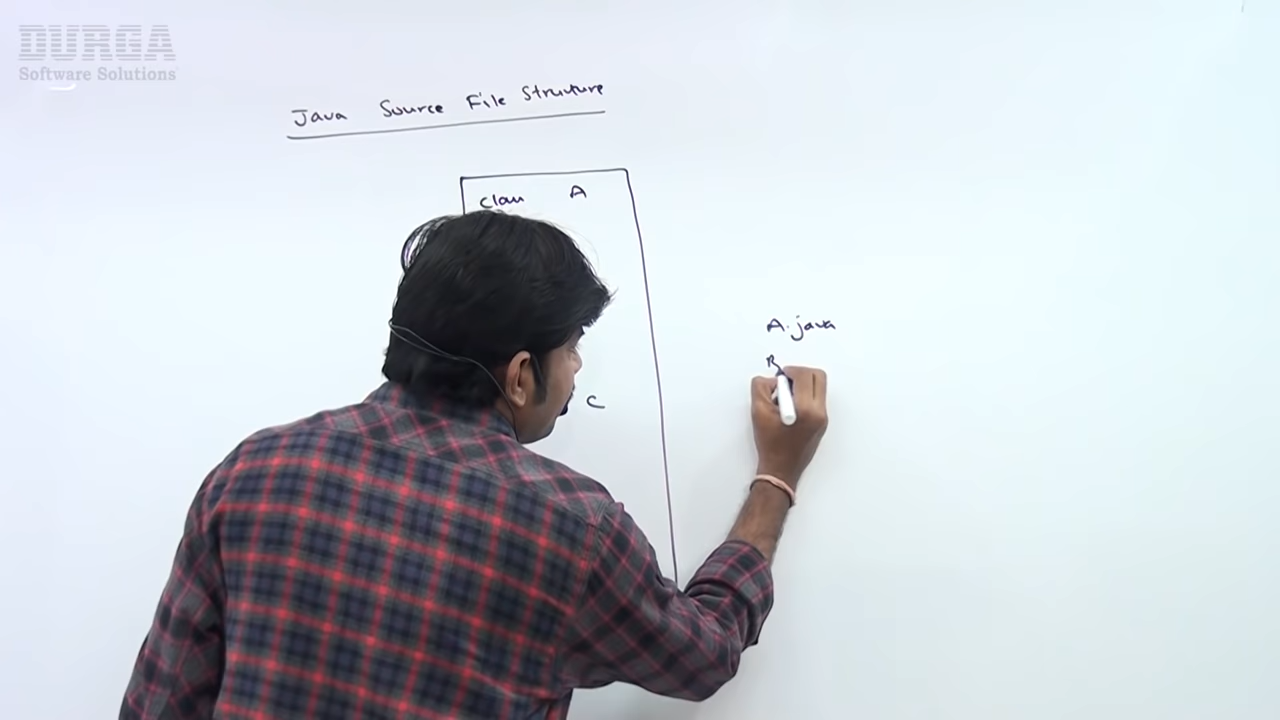 DURGA
Software Solutions
Java Source File Structure
class A
C
A.java
B